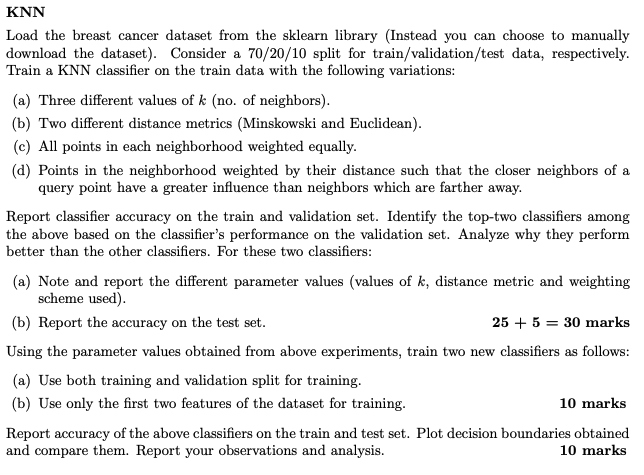 KNN
Load the breast cancer dataset from the sklearn library (Instead you can choose to manually
download the dataset). Consider a 70/20/10 split for train/validation/test data, respectively.
Train a KNN classifier on the train data with the following variations:
(a) Three different values of k (no. of neighbors).
(b) Two different distance metrics (Minskowski and Euclidean).
(c) All points in each neighborhood weighted equally.
(d) Points in the neighborhood weighted by their distance such that the closer neighbors of a
query point have a greater influence than neighbors which are farther away.
Report classifier accuracy on the train and validation set. Identify the top-two classifiers among
the above based on the classifier's performance on the validation set. Analyze why they perform
better than the other classifiers. For these two classifiers:
(a) Note and report the different parameter values (values of k, distance metric and weighting
scheme used).
(b) Report the accuracy on the test set. 25 + 5 = 30 marks
Using the parameter values obtained from above experiments, train two new classifiers as follows:
(a) Use both training and validation split for training.
(b) Use only the first two features of the dataset for training. 10 marks
Report accuracy of the above classifiers on the train and test set. Plot decision boundaries obtained
and compare them. Report your observations and analysis. 10 marks